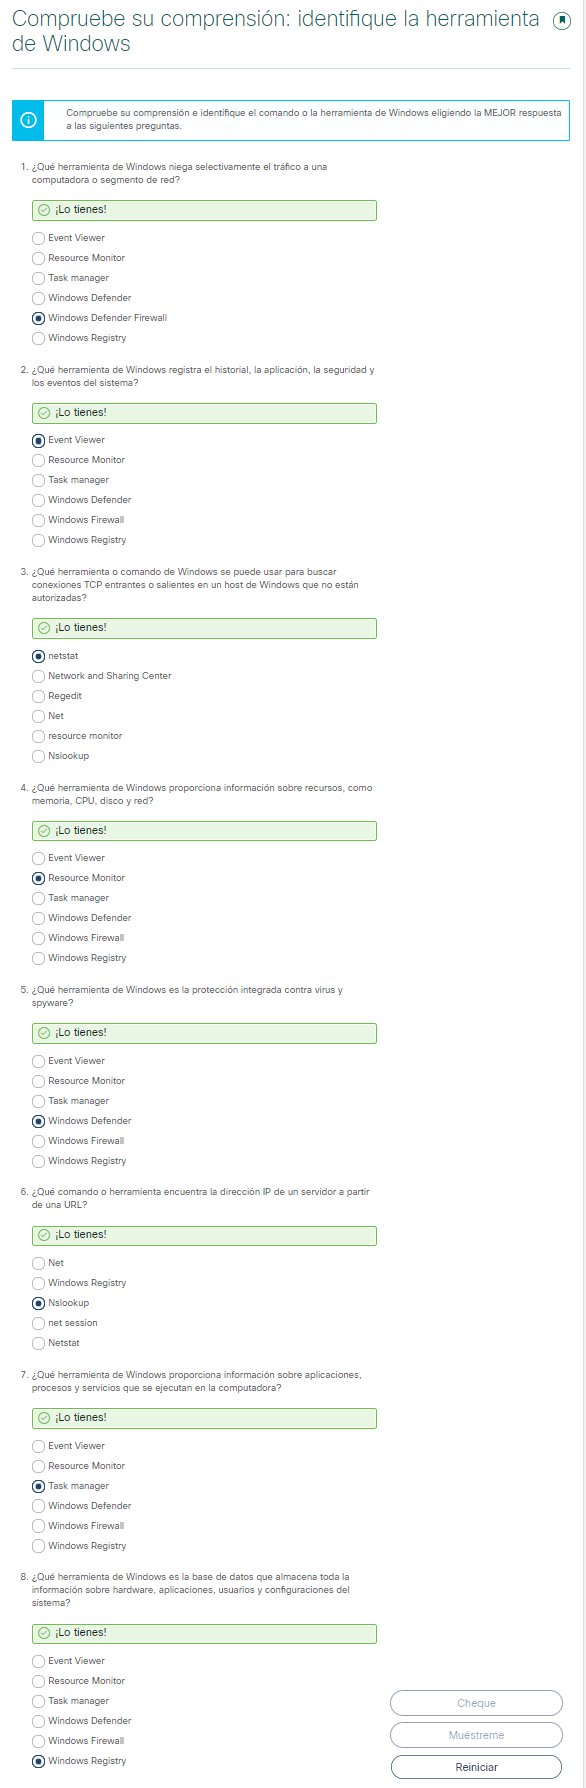 Compruebe su comprensión: identifique la herramienta
de Windows
Compruebe su comprensión e identifique el comando o la herramienta de Windows eligiendo la MEJOR respuesta
a las siguientes preguntas.
1. ¿Qué herramienta de Windows niega selectivamente el tráfico a una
computadora o segmento de red?
¡Lo tienes!
Event Viewer
Resource Monitor
Task manager
Windows Defender
Windows Defender Firewall
Windows Registry
2. ¿Qué herramienta de Windows registra el historial, la aplicación, la seguridad y
los eventos del sistema?
¡Lo tienes!
Event Viewer
Resource Monitor
Task manager
Windows Defender
Windows Firewall
Windows Registry
3. ¿Qué herramienta o comando de Windows se puede usar para buscar
conexiones TCP entrantes o salientes en un host de Windows que no están
autorizadas?
¡Lo tienes!
netstat
Network and Sharing Center
Regedit
Net
resource monitor
Nslookup
4. ¿Qué herramienta de Windows proporciona información sobre recursos, como
memoria, CPU, disco y red?
¡Lo tienes!
Event Viewer
Resource Monitor
Task manager
Windows Defender
Windows Firewall
Windows Registry
5. ¿Qué herramienta de Windows es la protección integrada contra virus y
spyware?
¡Lo tienes!
Event Viewer
Resource Monitor
Task manager
Windows Defender
Windows Firewall
Windows Registry
6. ¿Qué comando o herramienta encuentra la dirección IP de un servidor a partir
de una URL?
¡Lo tienes!
Net
Windows Registry
Nslookup
net session
Netstat
7. ¿Qué herramienta de Windows proporciona información sobre aplicaciones,
procesos y servicios que se ejecutan en la computadora?
¡Lo tienes!
Event Viewer
Resource Monitor
Task manager
Windows Defender
Windows Firewall
Windows Registry
8. ¿Qué herramienta de Windows es la base de datos que almacena toda la
información sobre hardware, aplicaciones, usuarios y configuraciones del
sistema?
¡Lo tienes!
Event Viewer
Resource Monitor
Task manager
Windows Defender
Windows Firewall
Windows Registry
Cheque
Muéstreme
Reiniciar